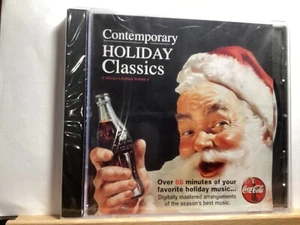 Contemporary
HOLIDAY
Classics
Over 66 minutes of your
favorite holiday music...
Digitally mastered arrangements
of the season's best music.
Coca-Cola